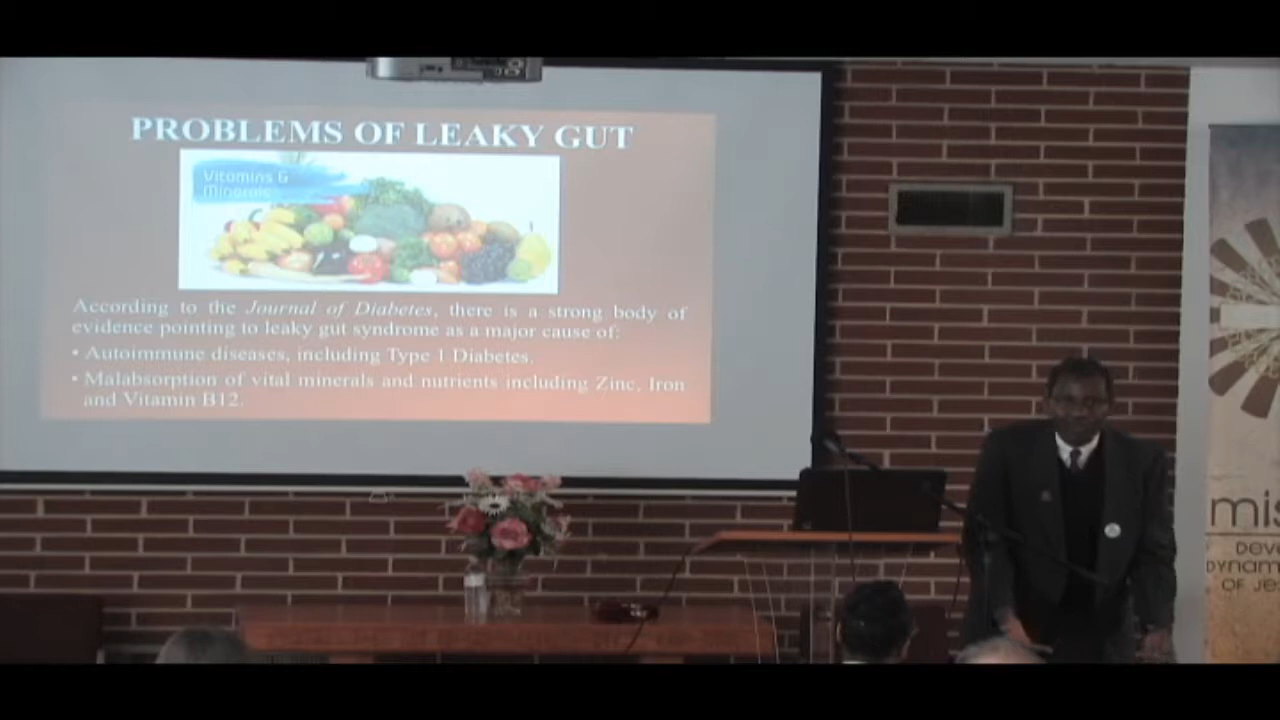 PROBLEMS OF LEAKY GUT
Vitamins &
Minerals
According to the Journal of Diabetes, there is a strong body of
evidence pointing to leaky gut syndrome as a major cause of:
• Autoimmune diseases, including Type 1 Diabetes.
• Malabsorption of vital minerals and nutrients including Zinc, Iron
and Vitamin B12.
mis
Deve
Dynam
of Je